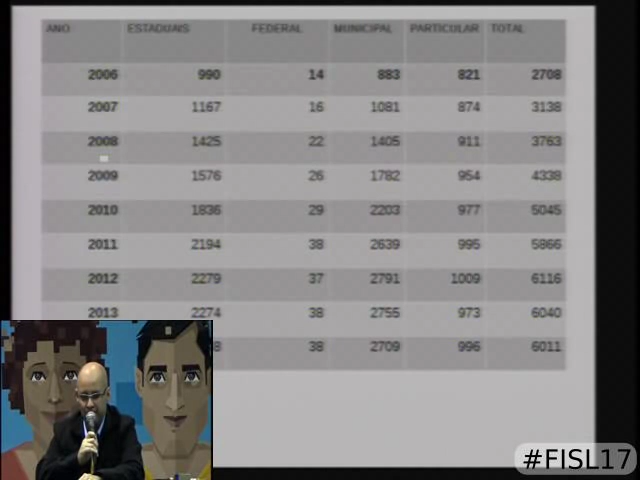 ANO ESTADUAIS FEDERAL MUNICIPAL PARTICULAR TOTAL
2006 990 14 883 821 2708
2007 1167 16 1081 874 3138
2008 1425 22 1405 911 3763
2009 1576 26 1782 954 4338
2010 1836 29 2203 977 5045
2011 2194 38 2639 995 5866
2012 2279 37 2791 1009 6116
2013 2274 38 2755 973 6040
8 38 2709 996 6011
#FISL17